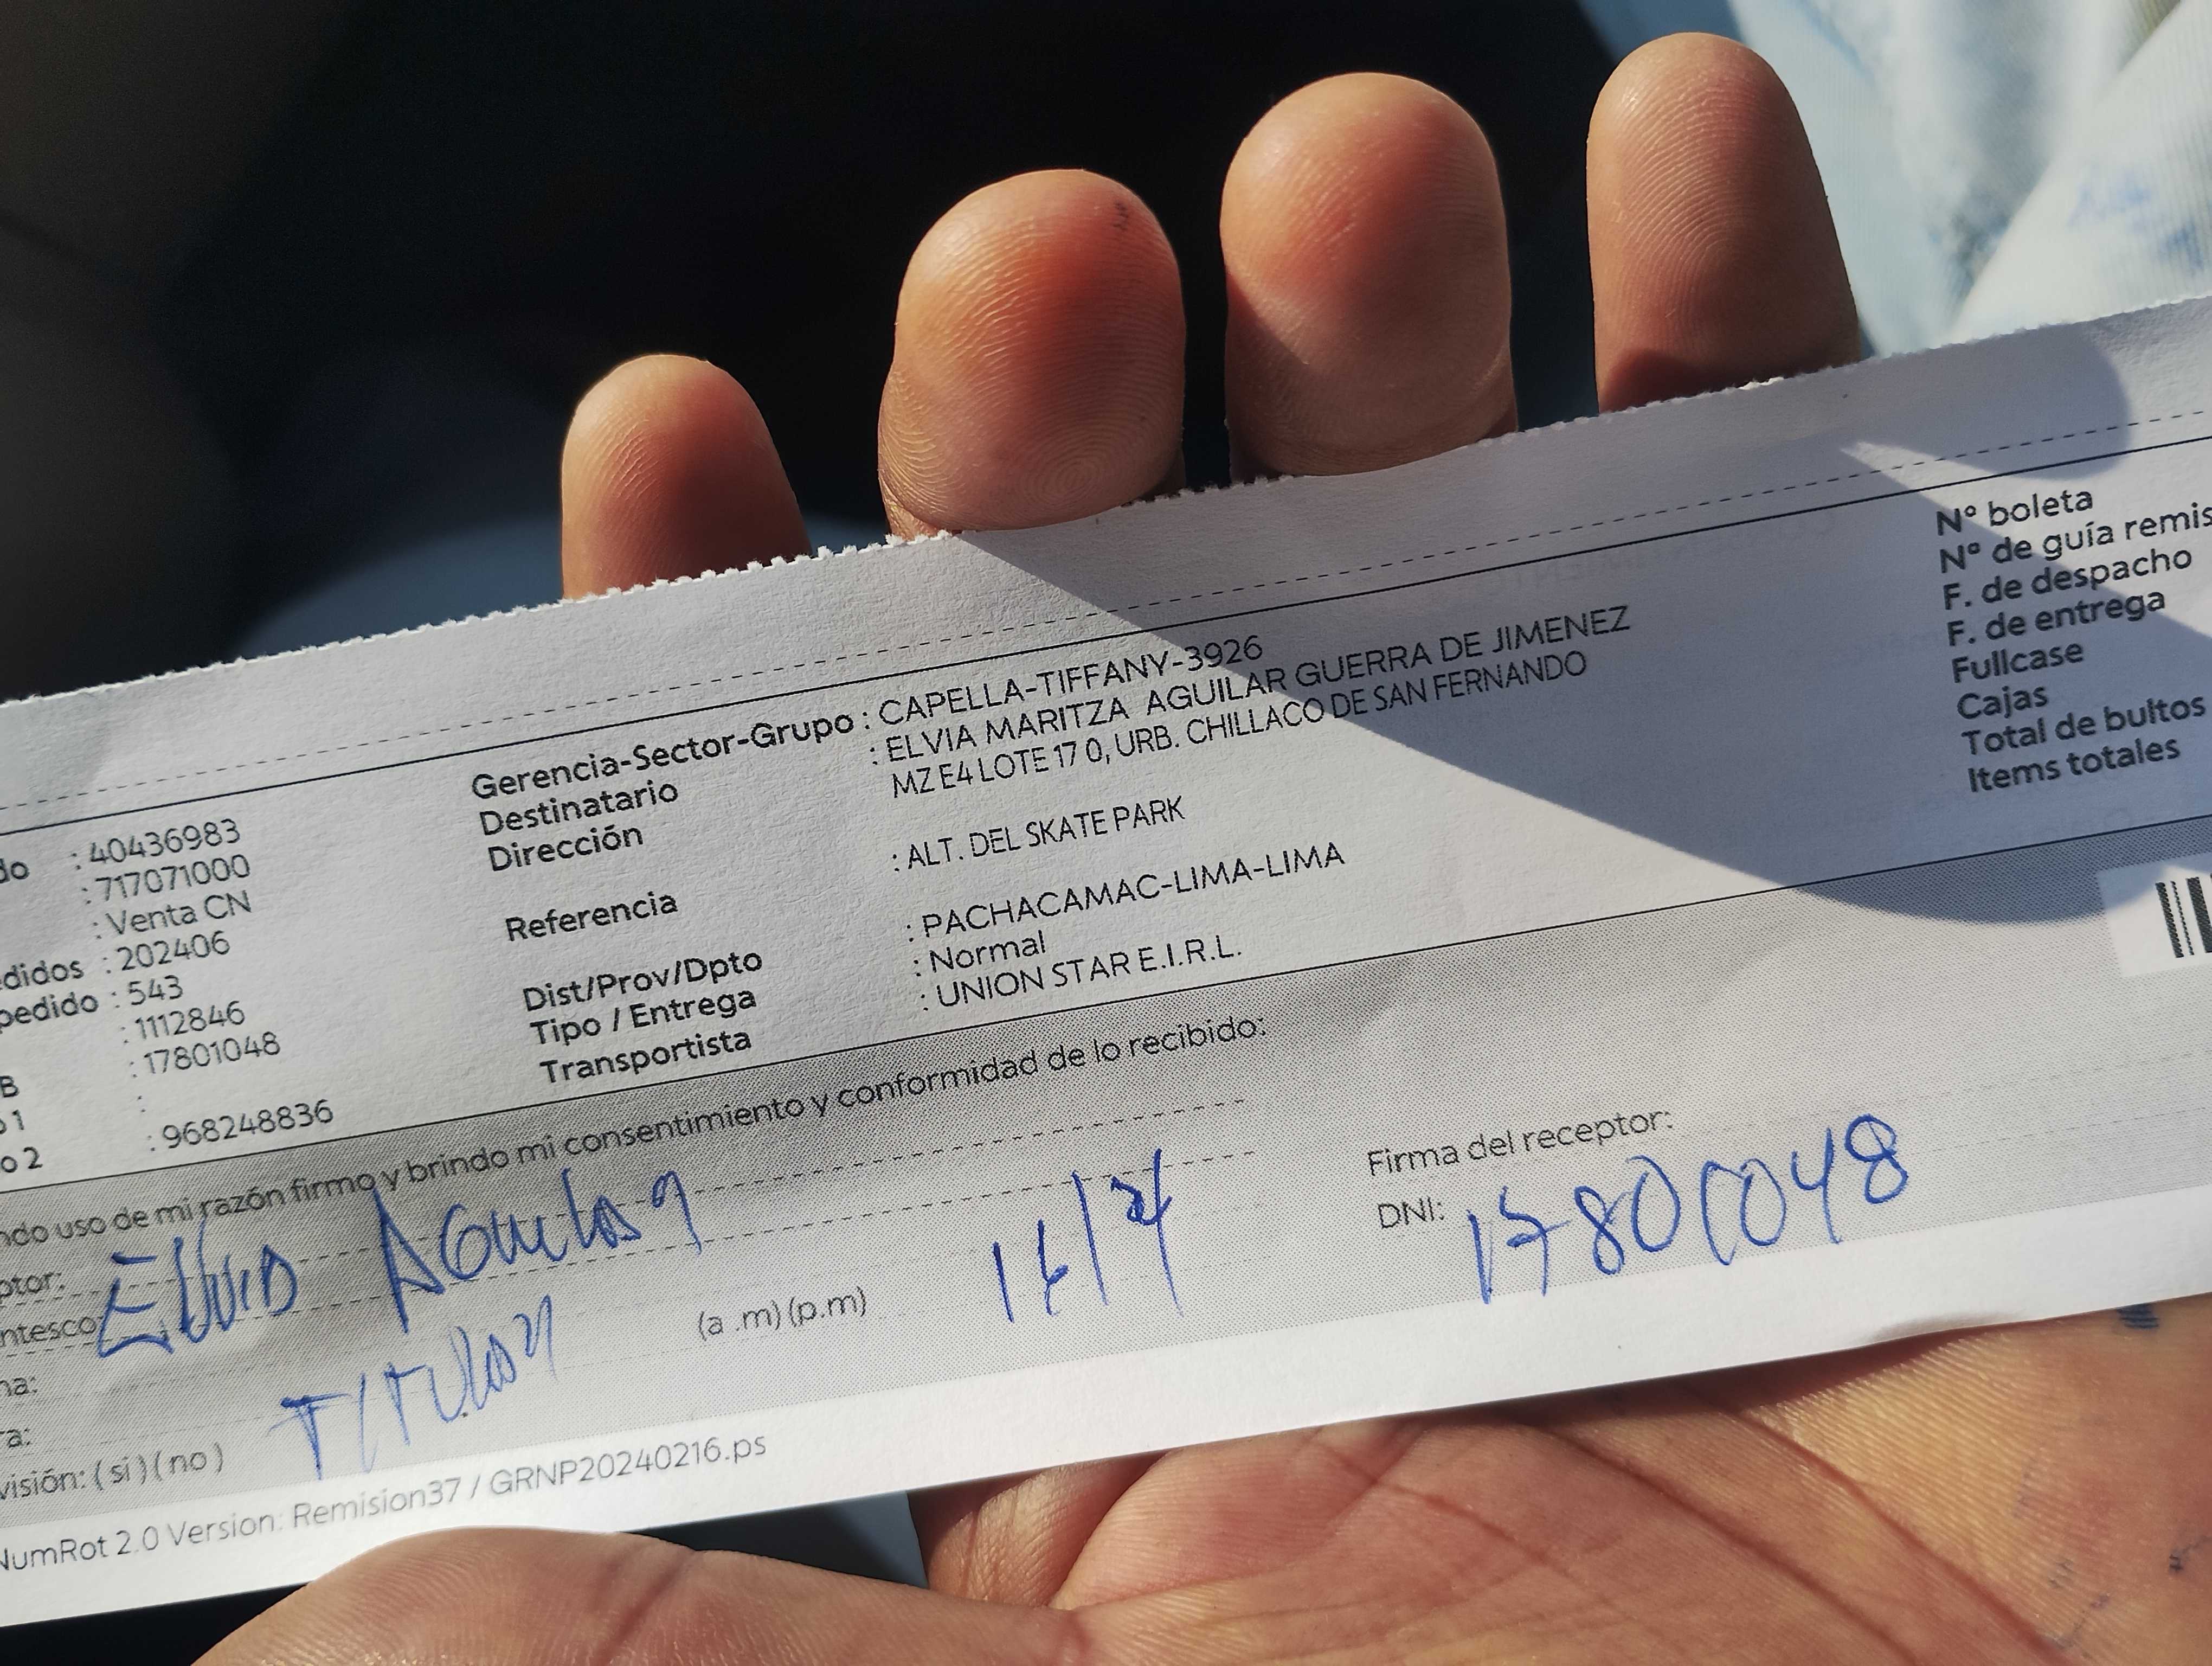 do : 40436983
: 717071000
: Venta CN
didos : 202406
pedido : 543
: 1112846
B : 17801048
o 1 :
o 2 : 968248836
Gerencia-Sector-Grupo : CAPELLA-TIFFANY-3926
Destinatario : ELVIA MARITZA AGUILAR GUERRA DE JIMENEZ
Dirección MZ E4 LOTE 17 0, URB. CHILLACO DE SAN FERNANDO
Referencia : ALT. DEL SKATE PARK
Dist/Prov/Dpto : PACHACAMAC-LIMA-LIMA
Tipo / Entrega : Normal
Transportista : UNION STAR E.I.R.L.
Nº boleta
Nº de guía remis
F. de despacho
F. de entrega
Fullcase
Cajas
Total de bultos
Items totales
ndo uso de mi razón firmo y brindo mi consentimiento y conformidad de lo recibido:
ptor:
ntesco:
na:
ra:
(a .m) (p.m)
Firma del receptor:
DNI: 17801048
Titular
visión: ( si ) ( no )
NumRot 2.0 Version: Remision37 / GRNP20240216.ps